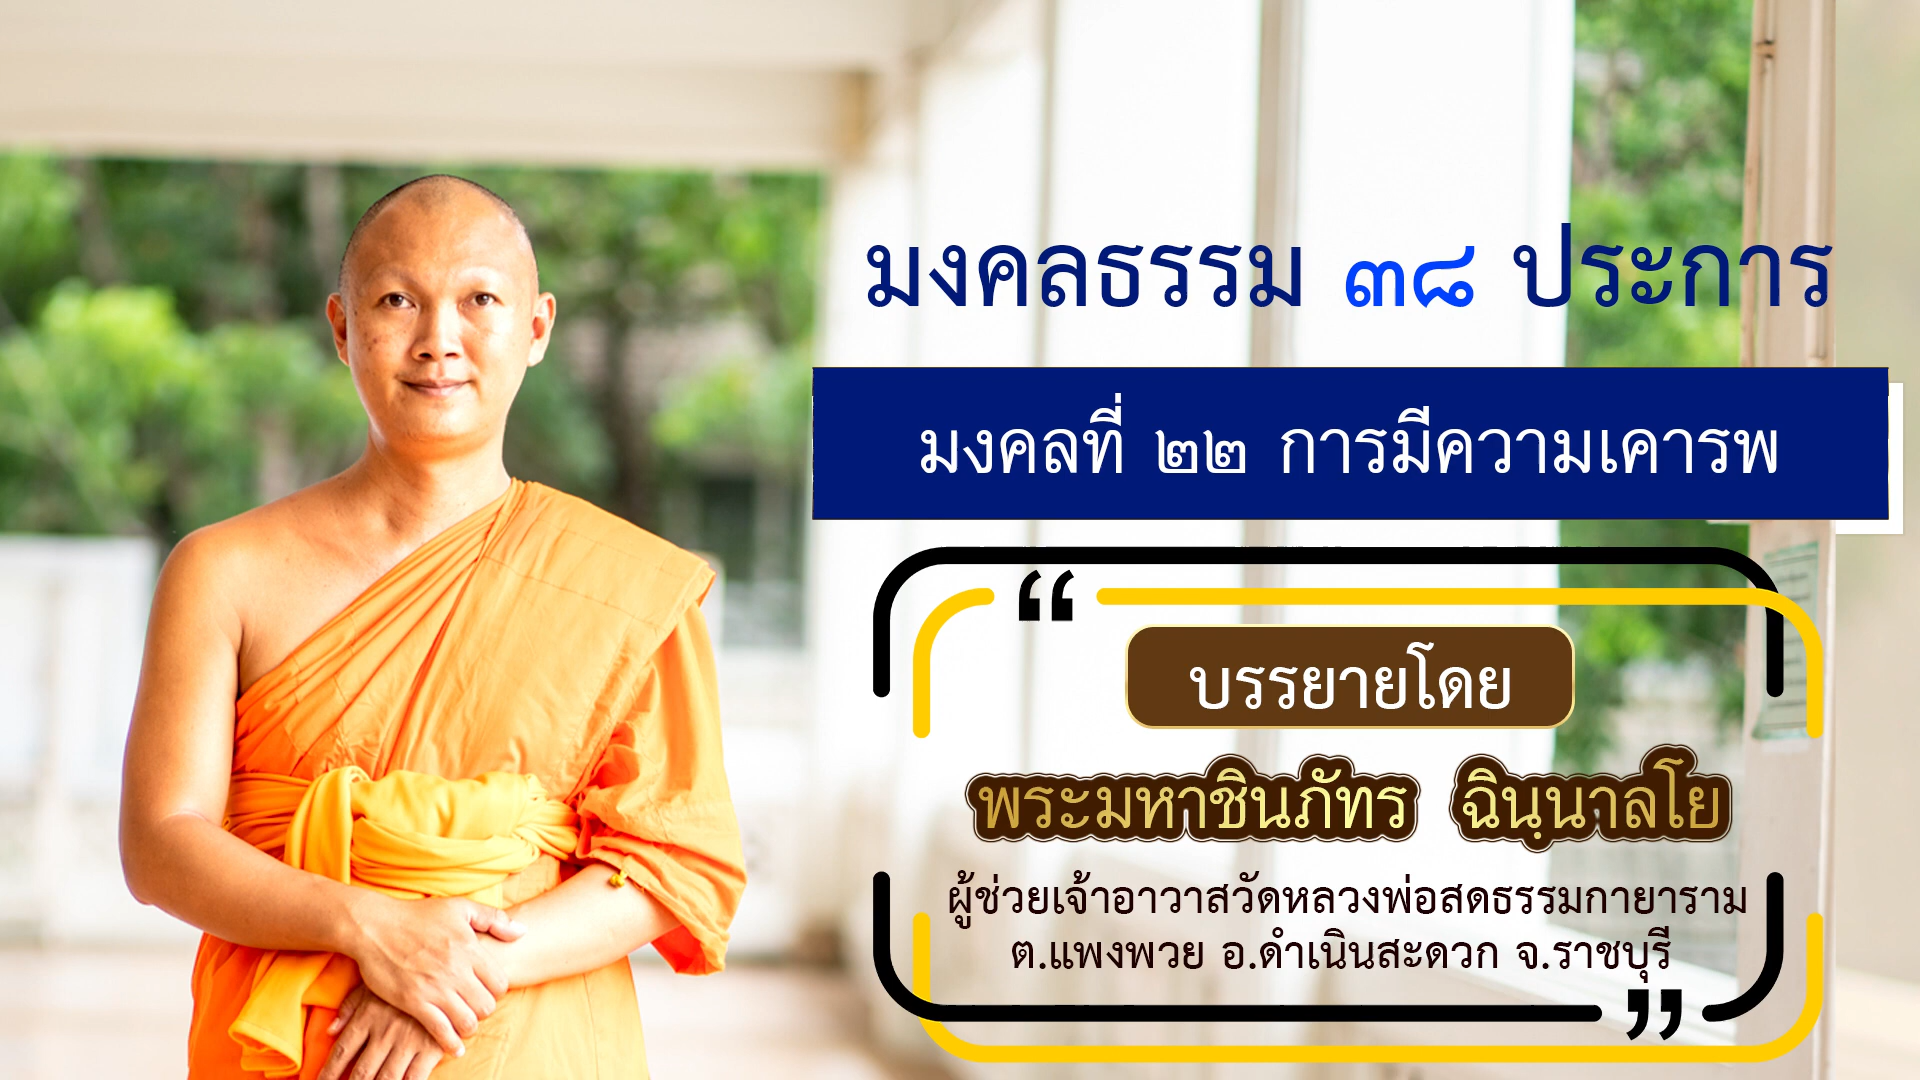 มงคลธรรม ๓๘ ประการ
มงคลที่ ๒๒ การมีความเคารพ
“
บรรยายโดย
พระมหาชินภัทร ฉินฺนาลโย
ผู้ช่วยเจ้าอาวาสวัดหลวงพ่อสดธรรมกายาราม
ต.แพงพวย อ.ดำเนินสะดวก จ.ราชบุรี
”